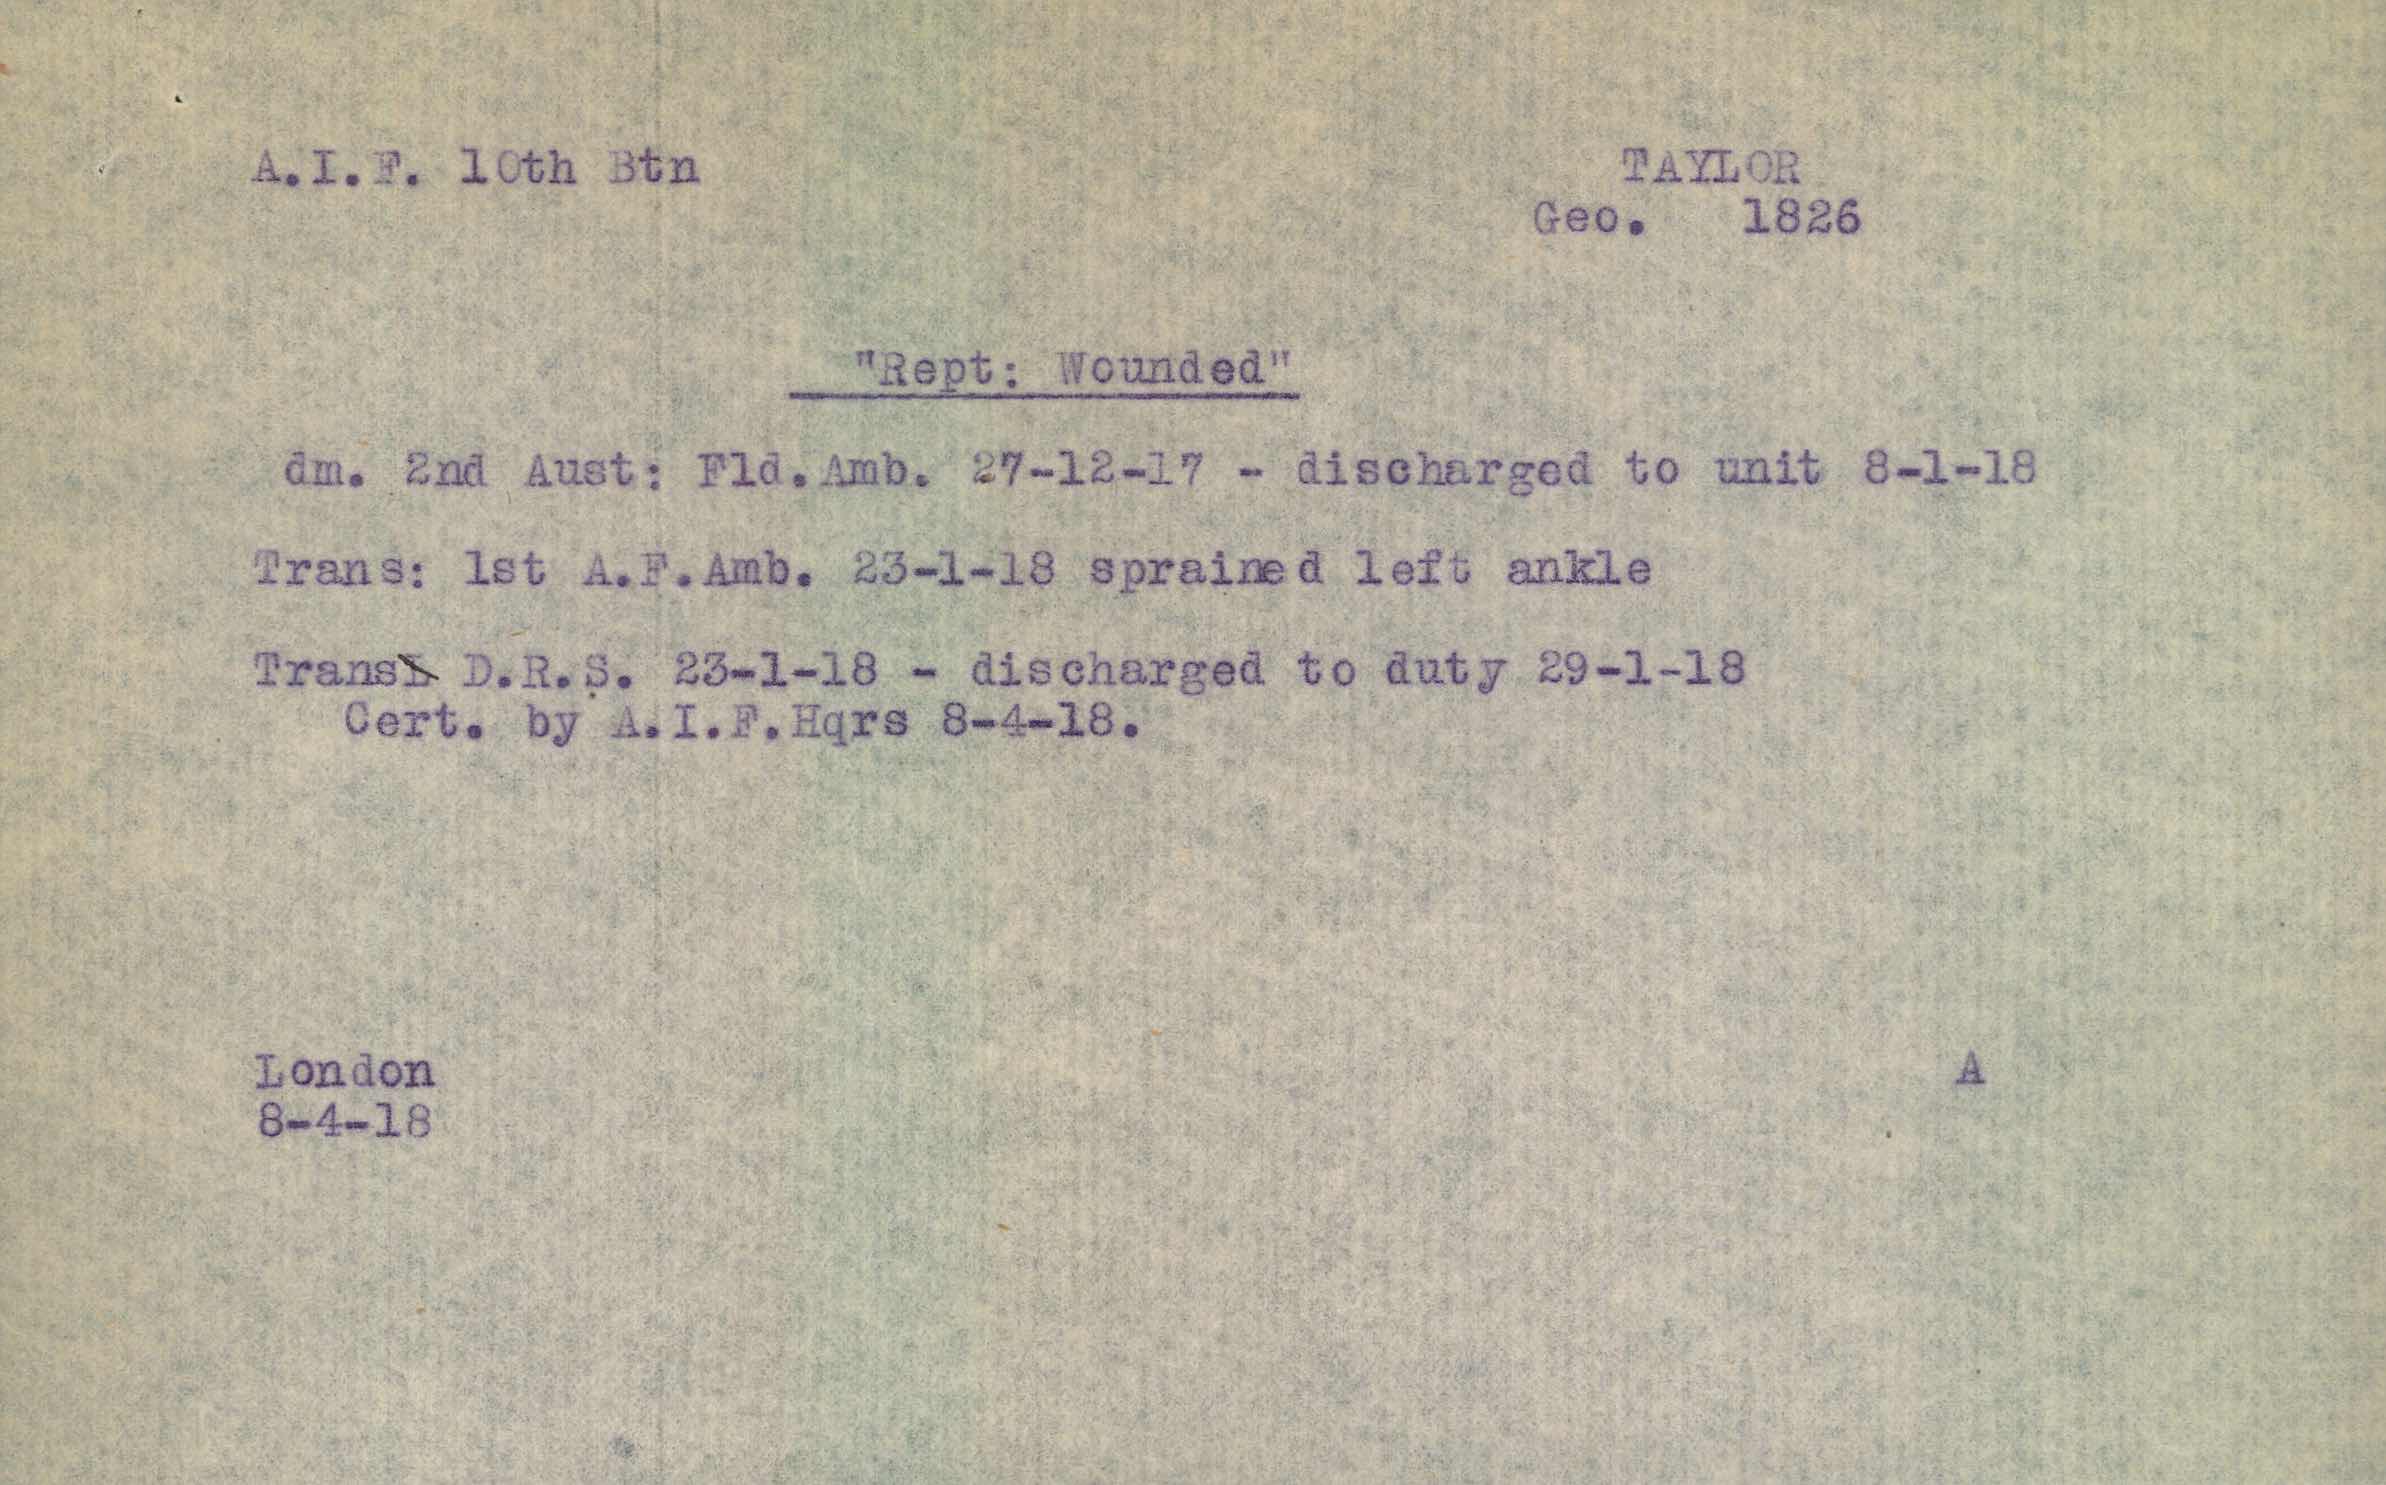 A.I.F. 10th Btn
TAYLOR
Geo. 1826
"Rept: Wounded"
dm. 2nd Aust: Fld.Amb. 27-12-17 - discharged to unit 8-1-18
Trans: 1st A.F.Amb. 23-1-18 sprained left ankle
Trans D.R.S. 23-1-18 - discharged to duty 29-1-18
Cert. by A.I.F.Hqrs 8-4-18.
London
A
8-4-18